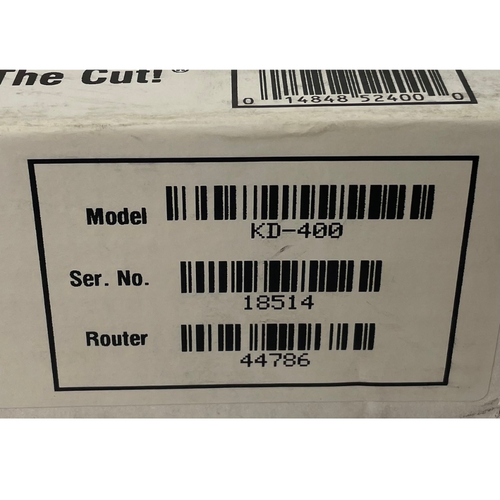 The Cut!®
0 14848 52400 0
Model KD-400
Ser. No. 18514
Router 44786